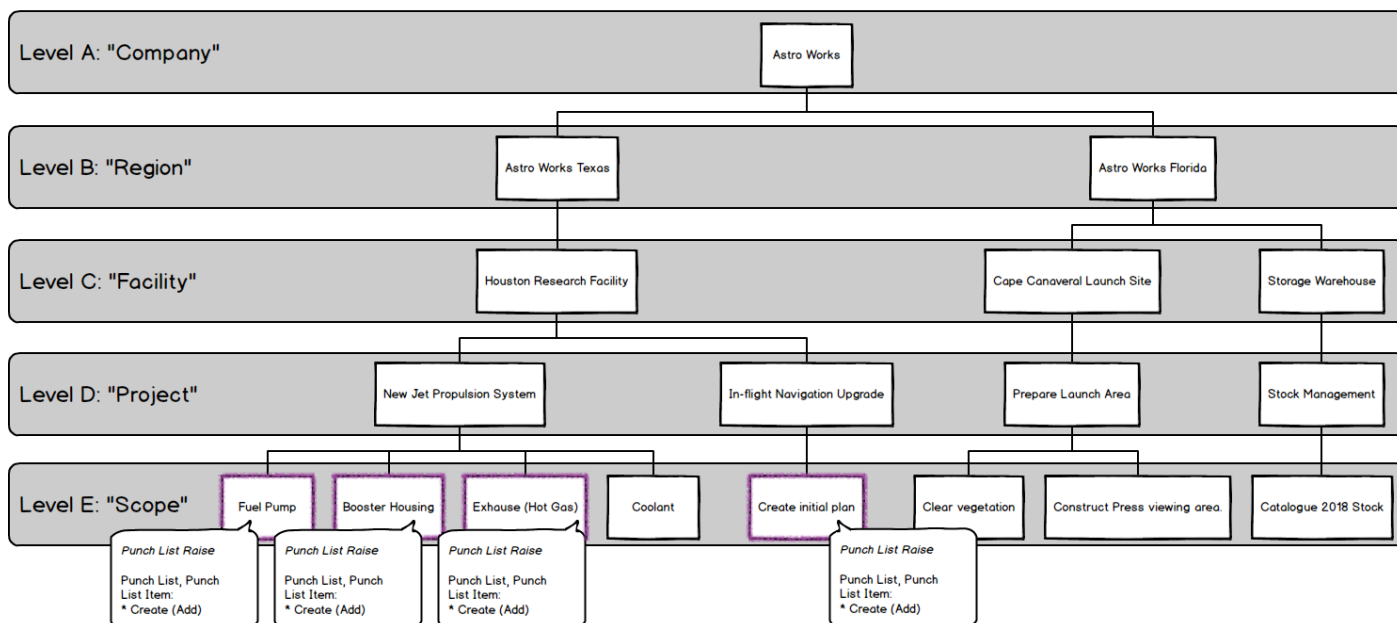 Level A: "Company"
Astro Works
Level B: "Region"
Astro Works Texas
Astro Works Florida
Level C: "Facility"
Houston Research Facility
Cape Canaveral Launch Site
Storage Warehouse
Level D: "Project"
New Jet Propulsion System
In-flight Navigation Upgrade
Prepare Launch Area
Stock Management
Level E: "Scope"
Fuel Pump
Booster Housing
Exhause (Hot Gas)
Coolant
Create initial plan
Clear vegetation
Construct Press viewing area.
Catalogue 2018 Stock
Punch List Raise
Punch List, Punch
List Item:
* Create (Add)
Punch List Raise
Punch List, Punch
List Item:
* Create (Add)
Punch List Raise
Punch List, Punch
List Item:
* Create (Add)
Punch List Raise
Punch List, Punch
List Item:
* Create (Add)